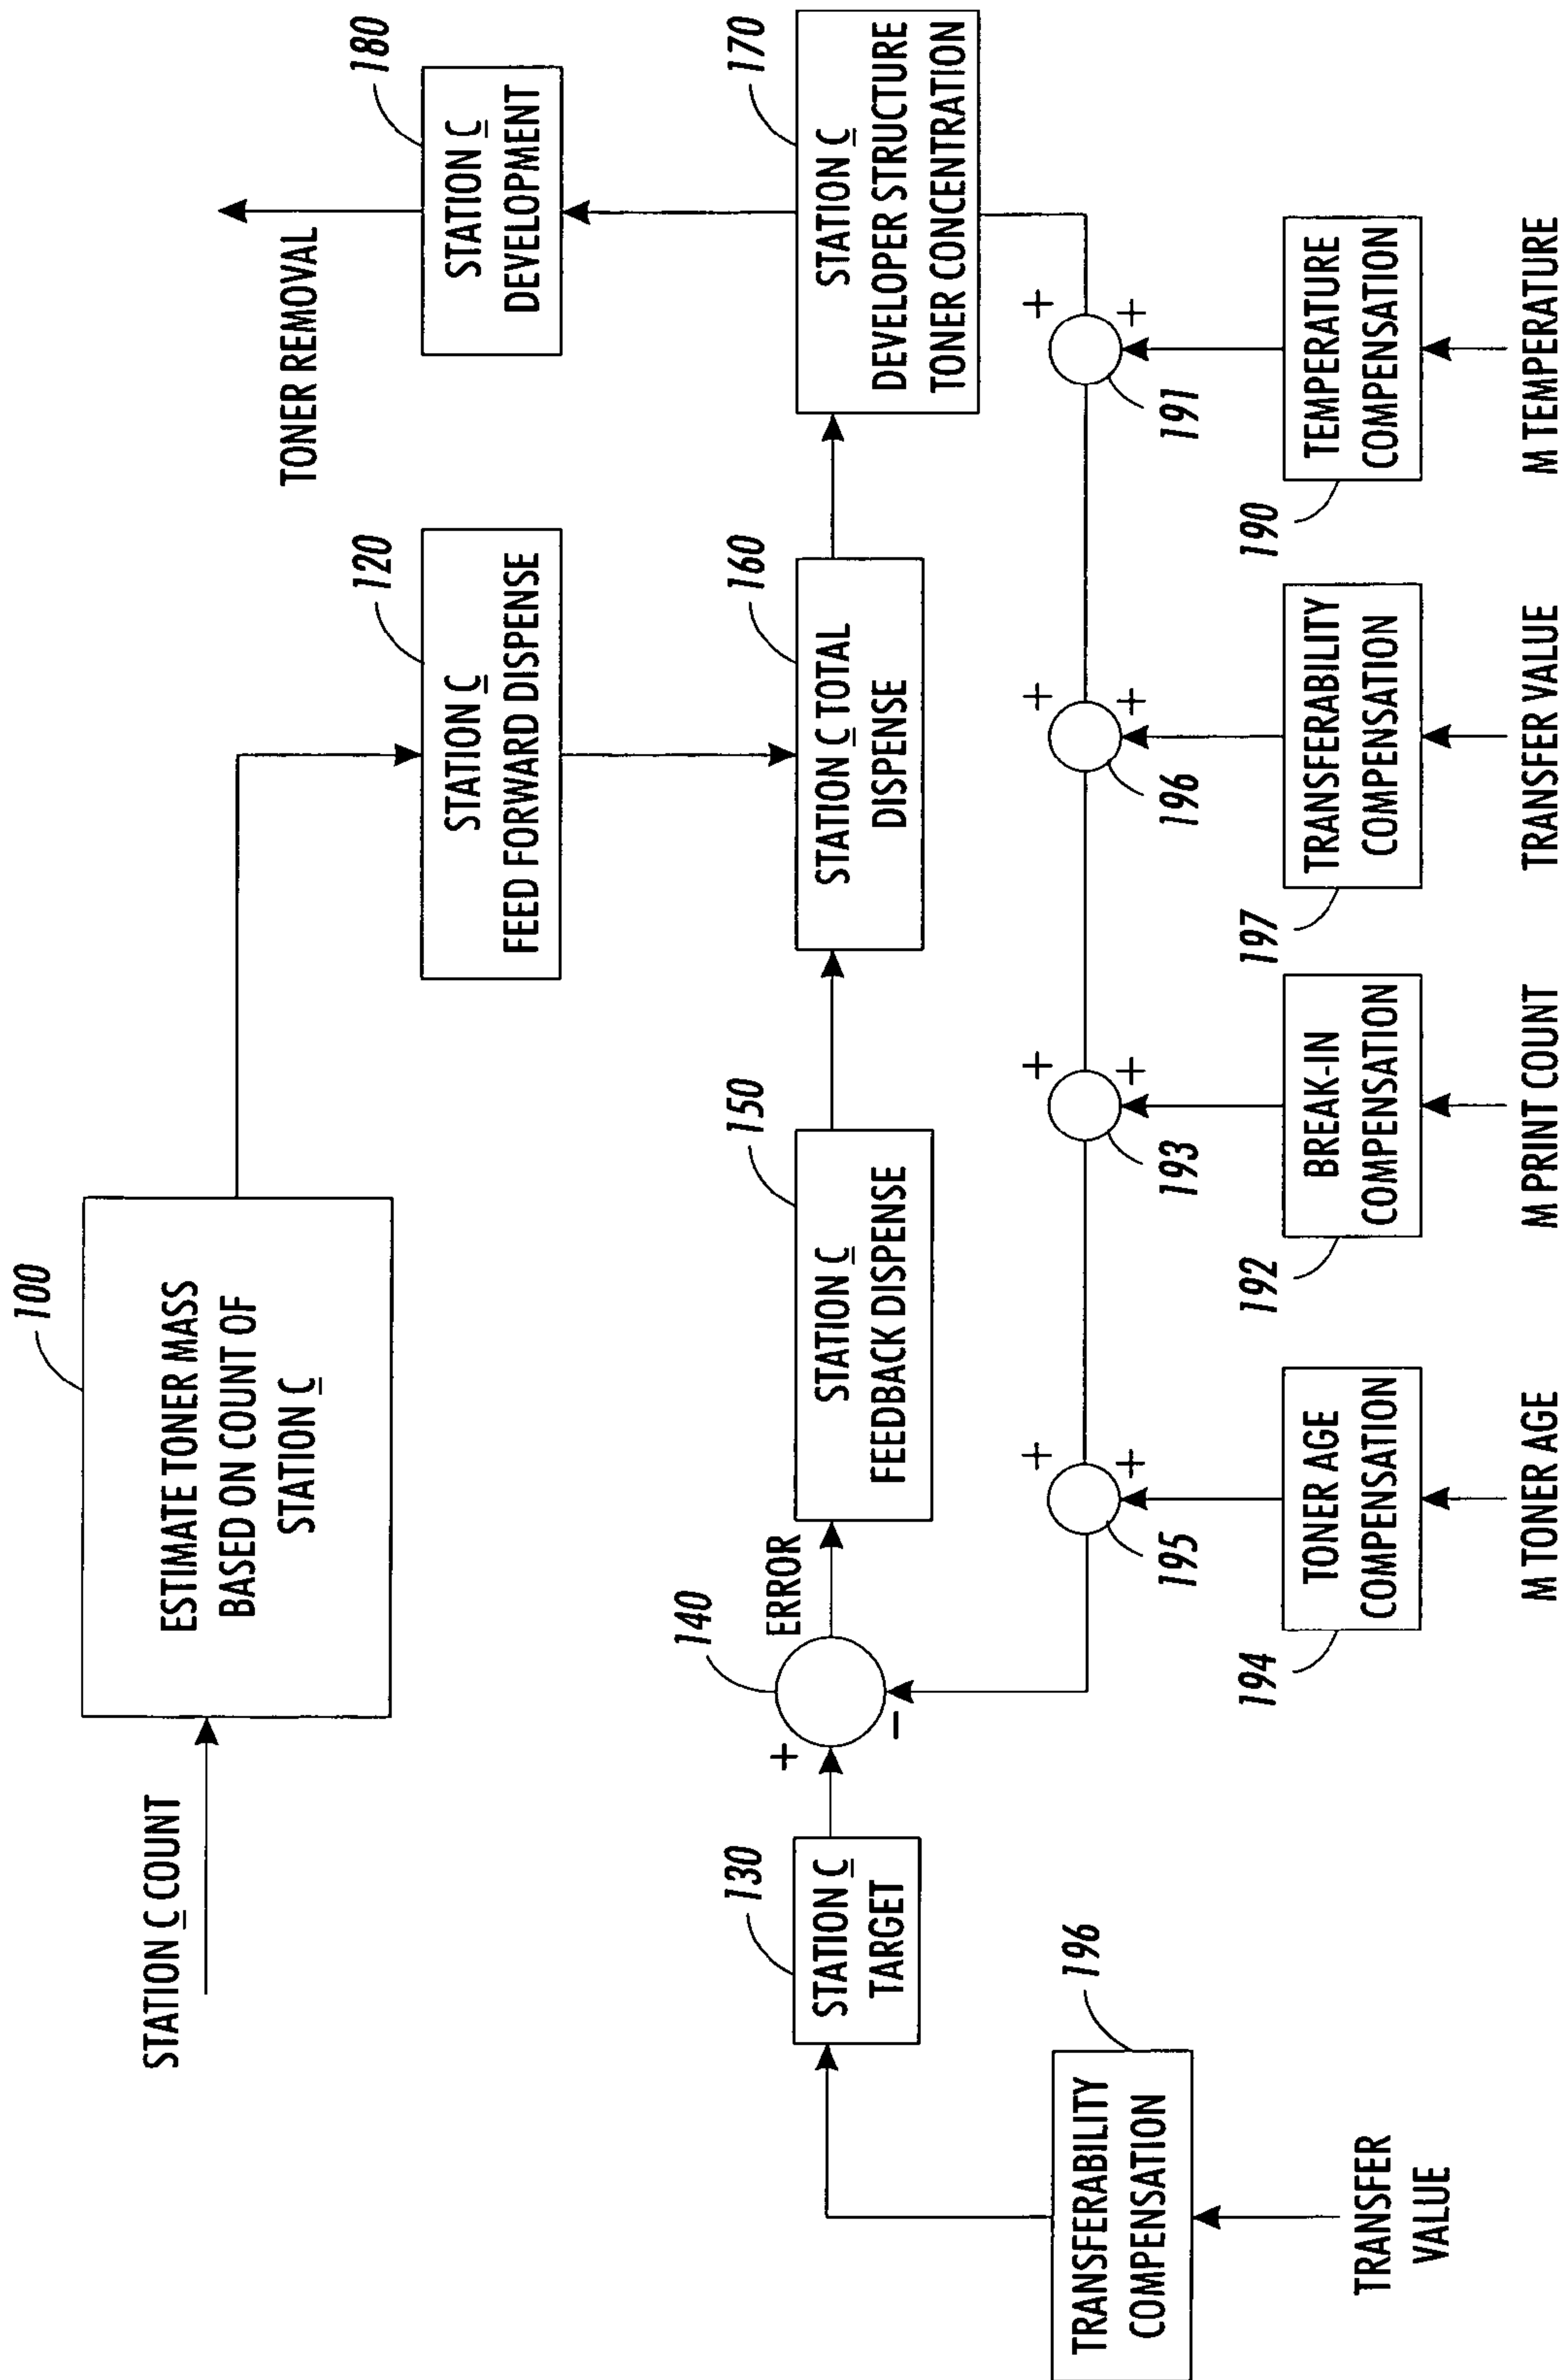 100
ESTIMATE TONER MASS
BASED ON COUNT OF
STATION C
STATION C COUNT
120
STATION C
FEED FORWARD DISPENSE
TONER REMOVAL
180
STATION C
DEVELOPMENT
196
TRANSFERABILITY
COMPENSATION
TRANSFER
VALUE
130
STATION C
TARGET
+
-
140
ERROR
150
STATION C
FEEDBACK DISPENSE
160
STATION C TOTAL
DISPENSE
170
STATION C
DEVELOPER STRUCTURE
TONER CONCENTRATION
+
+
195
+
+
193
+
+
196
+
+
191
194
TONER AGE
COMPENSATION
M TONER AGE
192
BREAK-IN
COMPENSATION
M PRINT COUNT
197
TRANSFERABILITY
COMPENSATION
TRANSFER VALUE
190
TEMPERATURE
COMPENSATION
M TEMPERATURE